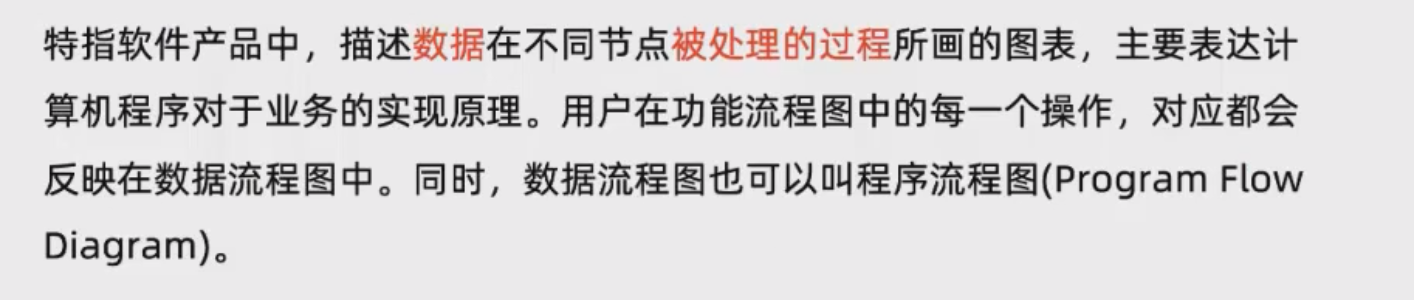 特指软件产品中，描述数据在不同节点被处理的过程所画的图表，主要表达计
算机程序对于业务的实现原理。用户在功能流程图中的每一个操作，对应都会
反映在数据流程图中。同时，数据流程图也可以叫程序流程图(Program Flow
Diagram)。